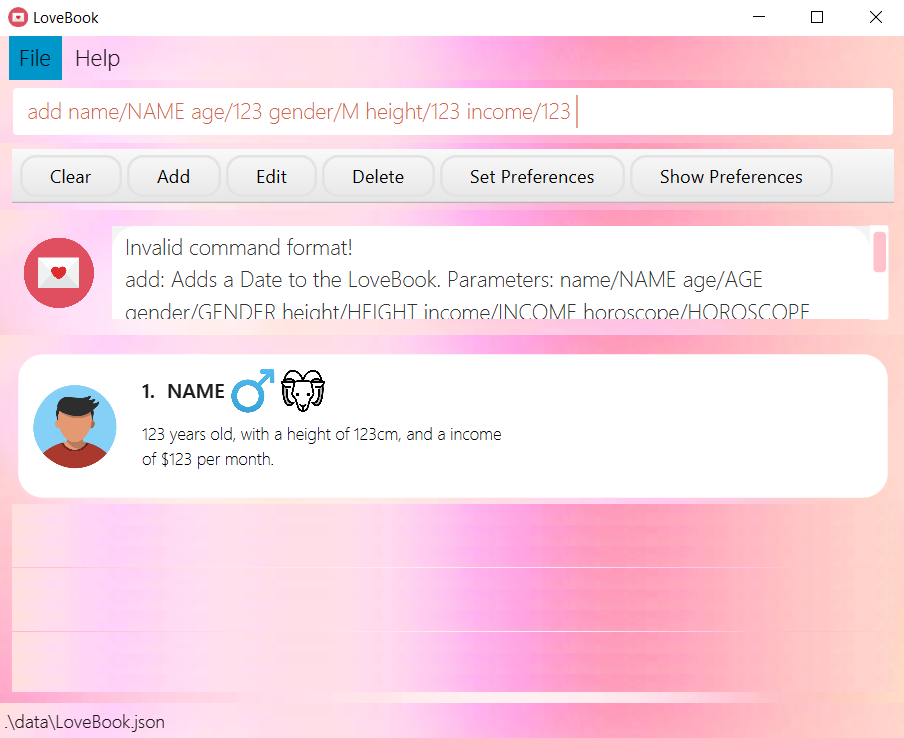 LoveBook
File Help
add name/NAME age/123 gender/M height/123 income/123
Clear Add Edit Delete Set Preferences Show Preferences
Invalid command format!
add: Adds a Date to the LoveBook. Parameters: name/NAME age/AGE
gender/GENDER height/HEIGHT income/INCOME horoscope/HOROSCOPE
1. NAME
123 years old, with a height of 123cm, and a income
of $123 per month.
.\data\LoveBook.json